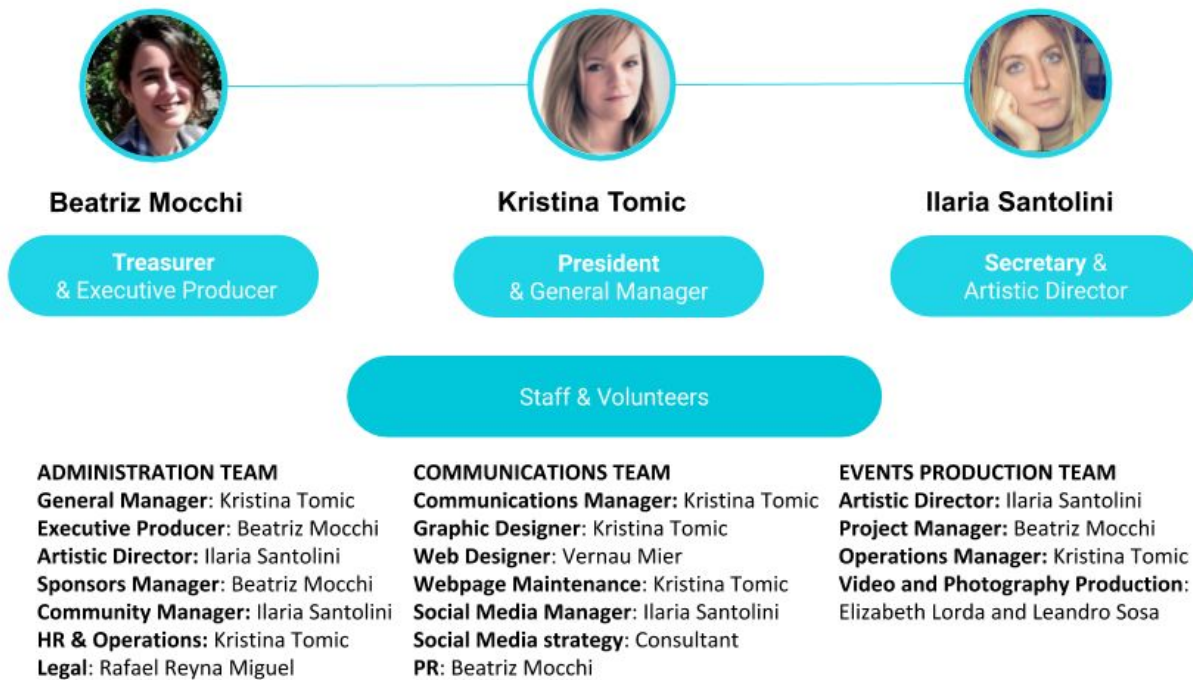 Beatriz Mocchi
Kristina Tomic
Ilaria Santolini
Treasurer
& Executive Producer
President
& General Manager
Secretary &
Artistic Director
Staff & Volunteers
ADMINISTRATION TEAM
General Manager: Kristina Tomic
Executive Producer: Beatriz Mocchi
Artistic Director: Ilaria Santolini
Sponsors Manager: Beatriz Mocchi
Community Manager: Ilaria Santolini
HR & Operations: Kristina Tomic
Legal: Rafael Reyna Miguel
COMMUNICATIONS TEAM
Communications Manager: Kristina Tomic
Graphic Designer: Kristina Tomic
Web Designer: Vernau Mier
Webpage Maintenance: Kristina Tomic
Social Media Manager: Ilaria Santolini
Social Media strategy: Consultant
PR: Beatriz Mocchi
EVENTS PRODUCTION TEAM
Artistic Director: Ilaria Santolini
Project Manager: Beatriz Mocchi
Operations Manager: Kristina Tomic
Video and Photography Production:
Elizabeth Lorda and Leandro Sosa